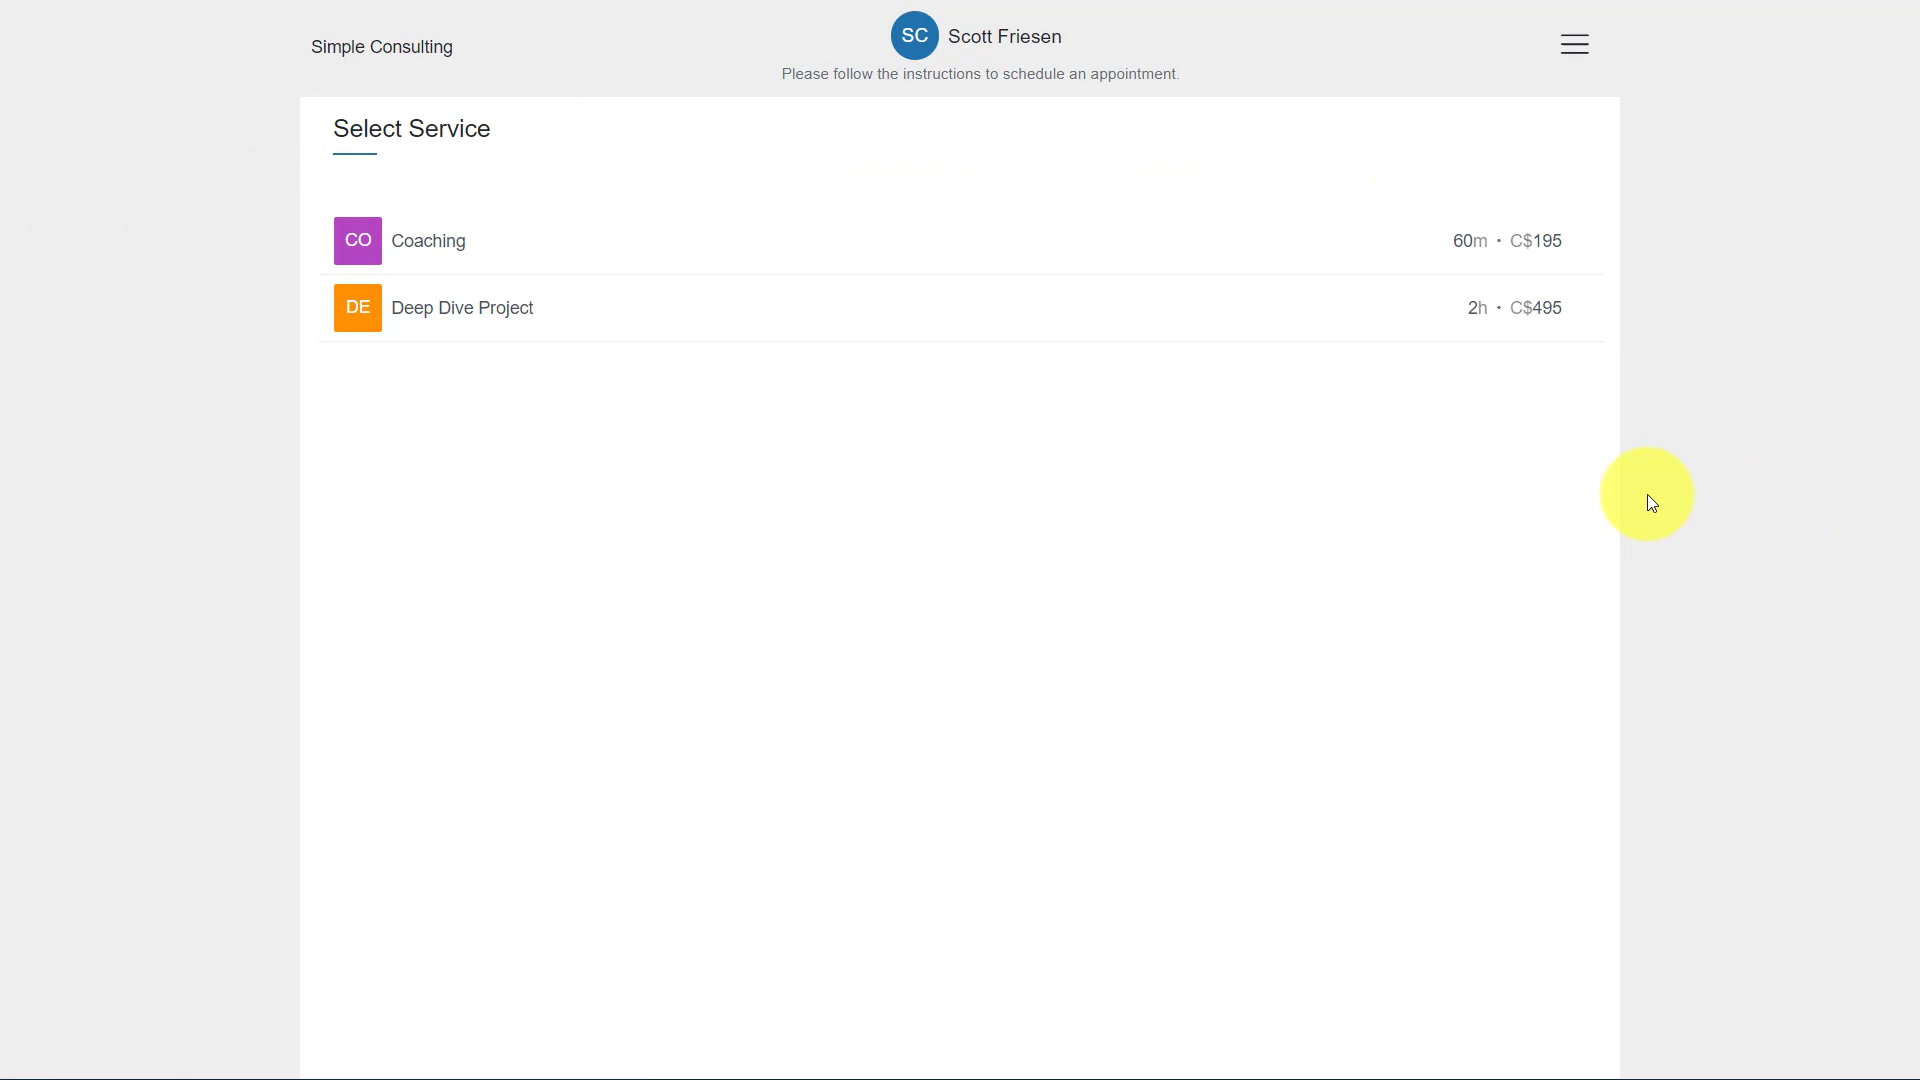 Simple Consulting
SC Scott Friesen
Please follow the instructions to schedule an appointment.
Select Service
CO Coaching 60m • C$195
DE Deep Dive Project 2h • C$495